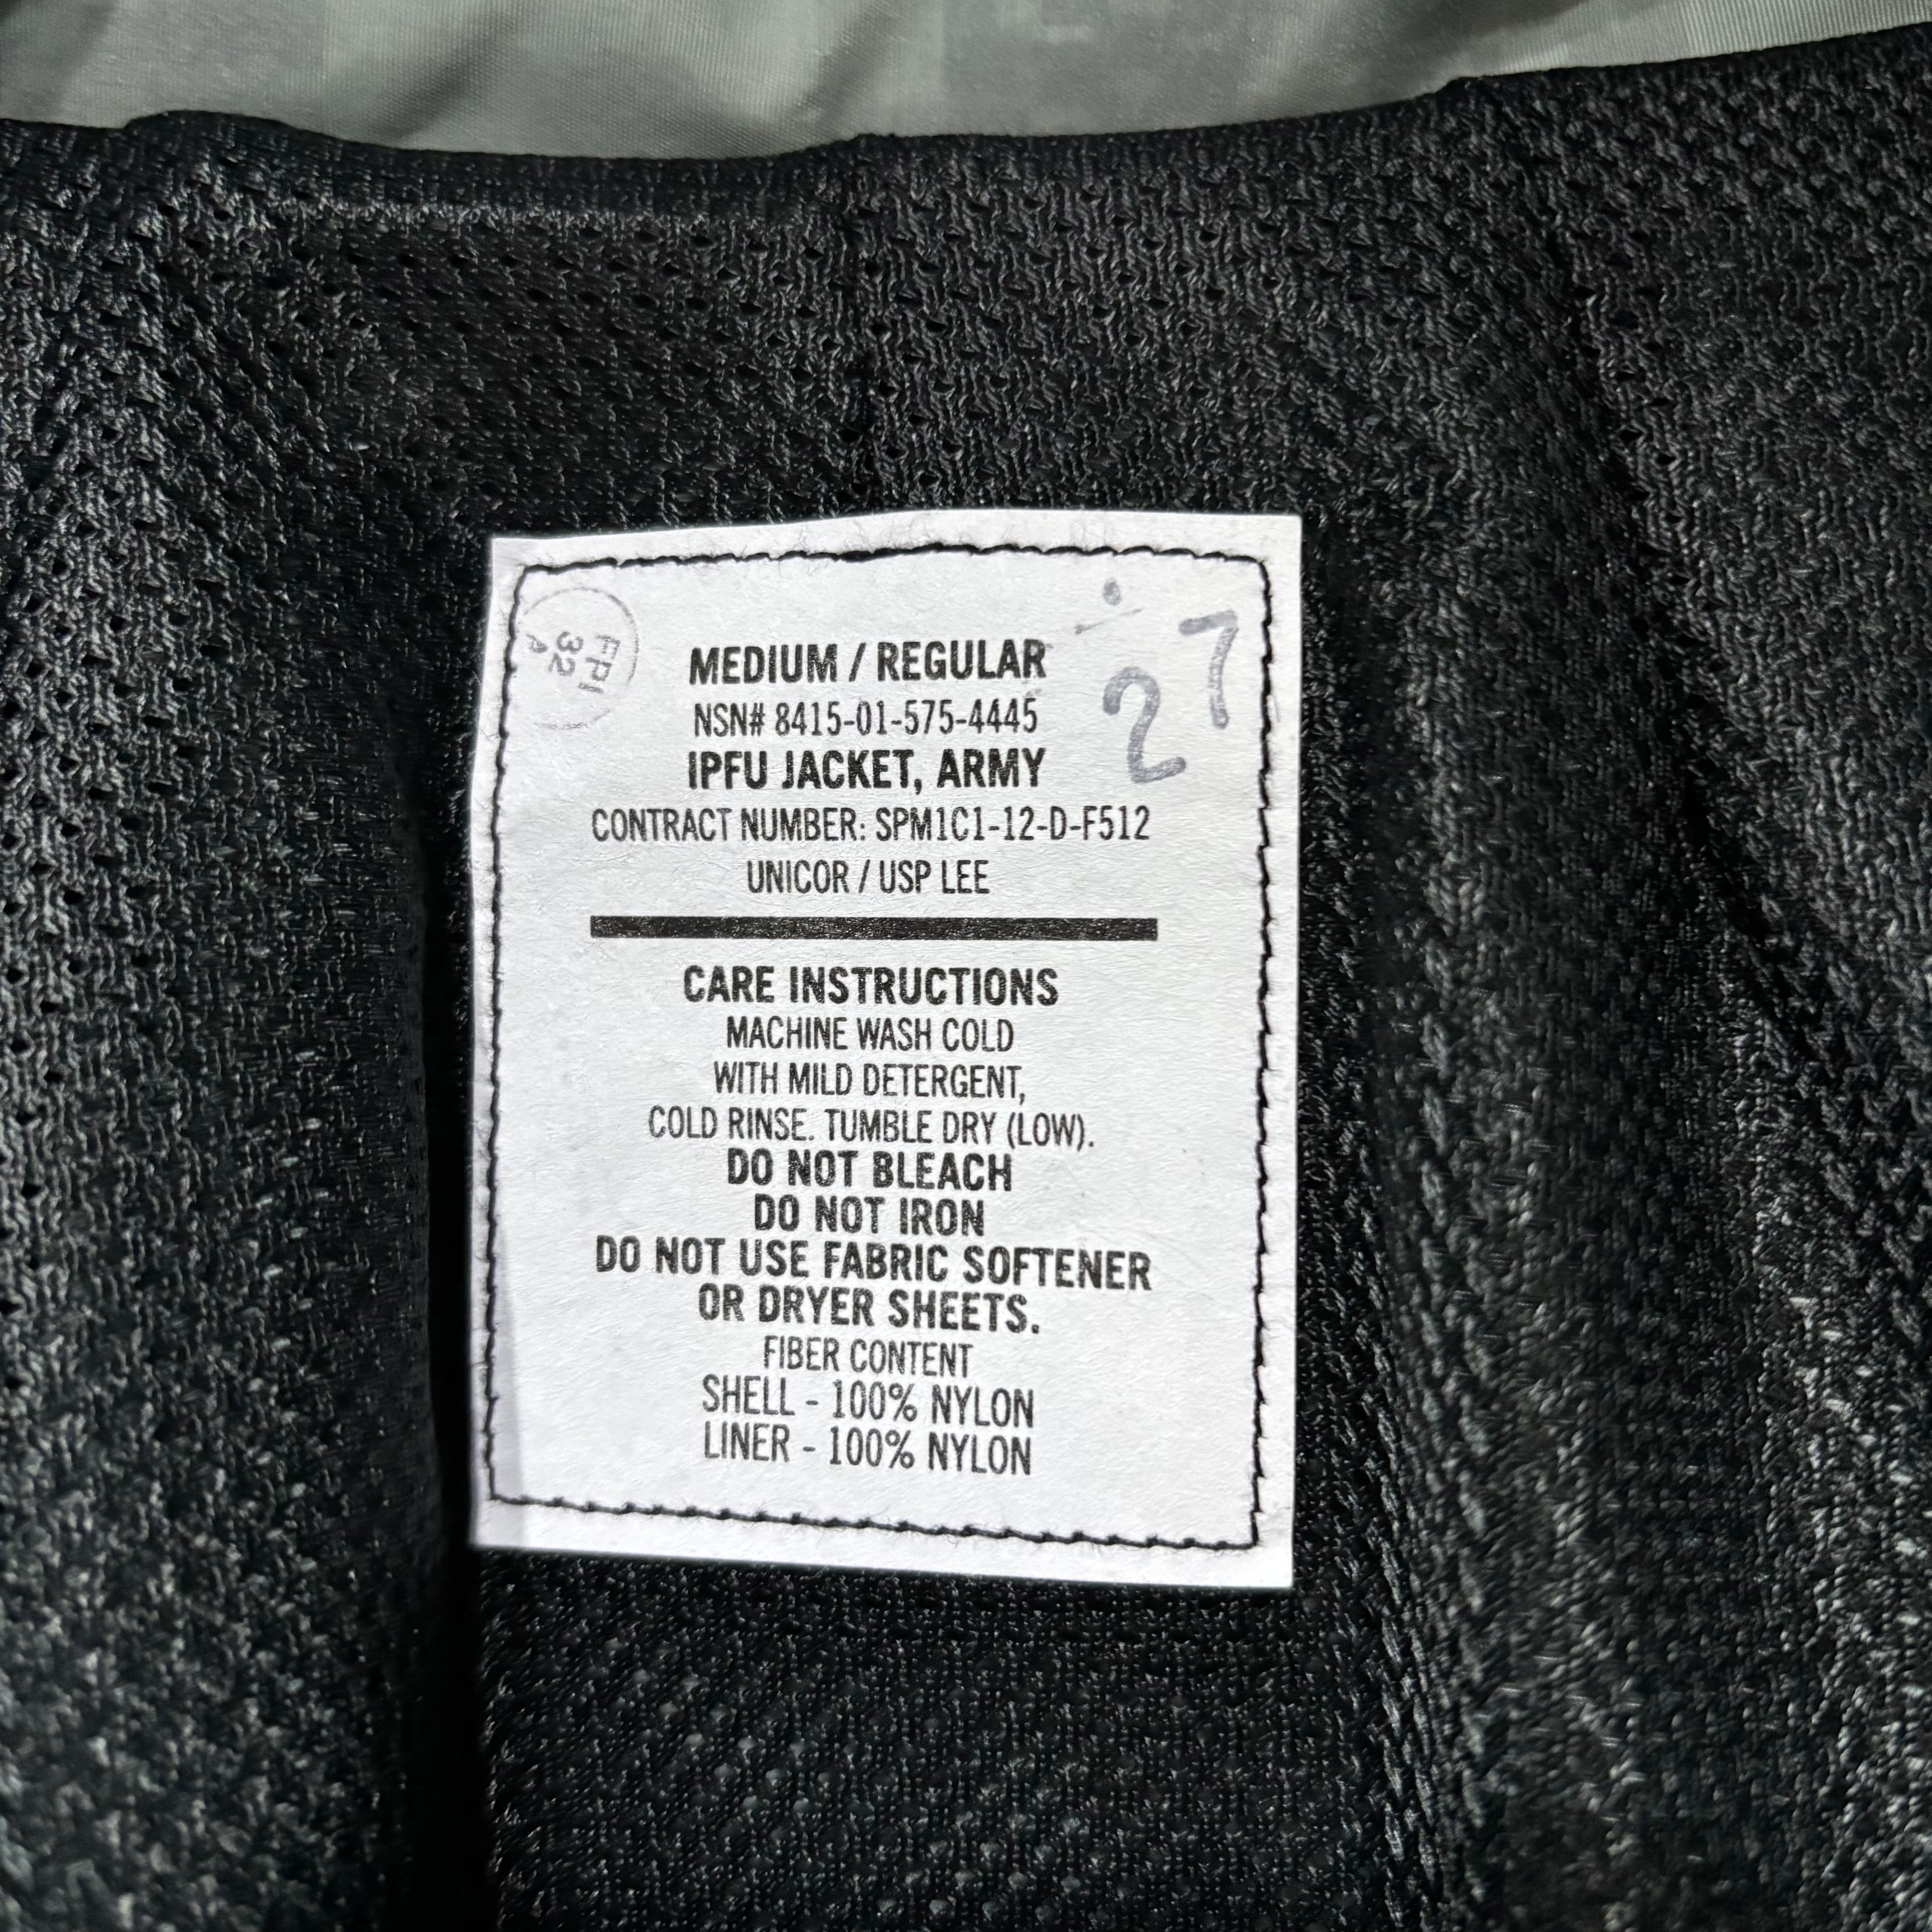 FPI
32
A
27
MEDIUM / REGULAR
NSN# 8415-01-575-4445
IPFU JACKET, ARMY
CONTRACT NUMBER: SPM1C1-12-D-F512
UNICOR / USP LEE
CARE INSTRUCTIONS
MACHINE WASH COLD
WITH MILD DETERGENT,
COLD RINSE. TUMBLE DRY (LOW).
DO NOT BLEACH
DO NOT IRON
DO NOT USE FABRIC SOFTENER
OR DRYER SHEETS.
FIBER CONTENT
SHELL - 100% NYLON
LINER - 100% NYLON